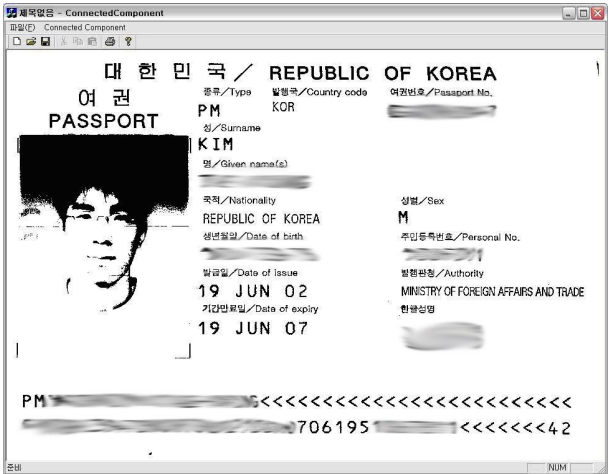 제목없음 - ConnectedComponent
파일(F) Connected Component
대한민국／ REPUBLIC OF KOREA
여권
PASSPORT
종류／Type 발행국／Country code 여권번호／Passport No.
PM KOR
성／Surname
KIM
명／Given name(s)
국적／Nationality 성별／Sex
REPUBLIC OF KOREA M
생년월일／Date of birth 주민등록번호／Personal No.
발급일／Date of issue 발행관청／Authority
19 JUN 02 MINISTRY OF FOREIGN AFFAIRS AND TRADE
기간만료일／Date of expiry 한글성명
19 JUN 07
PM <<<<<<<<<<<<<<<<<<<<<<<<<
706195 <<<<<<<42
준비 NUM